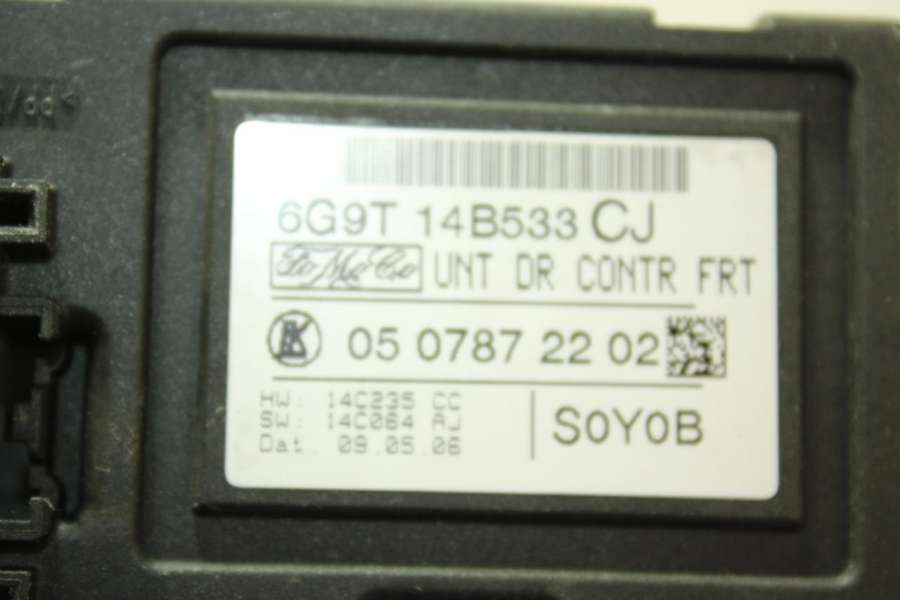 6G9T 14B533 CJ
FoMoCo UNT DR CONTR FRT
05 0787 22 02
HW: 14C235 CC
SW: 14C064 AJ
Dat. 09.05.06
S0Y0B